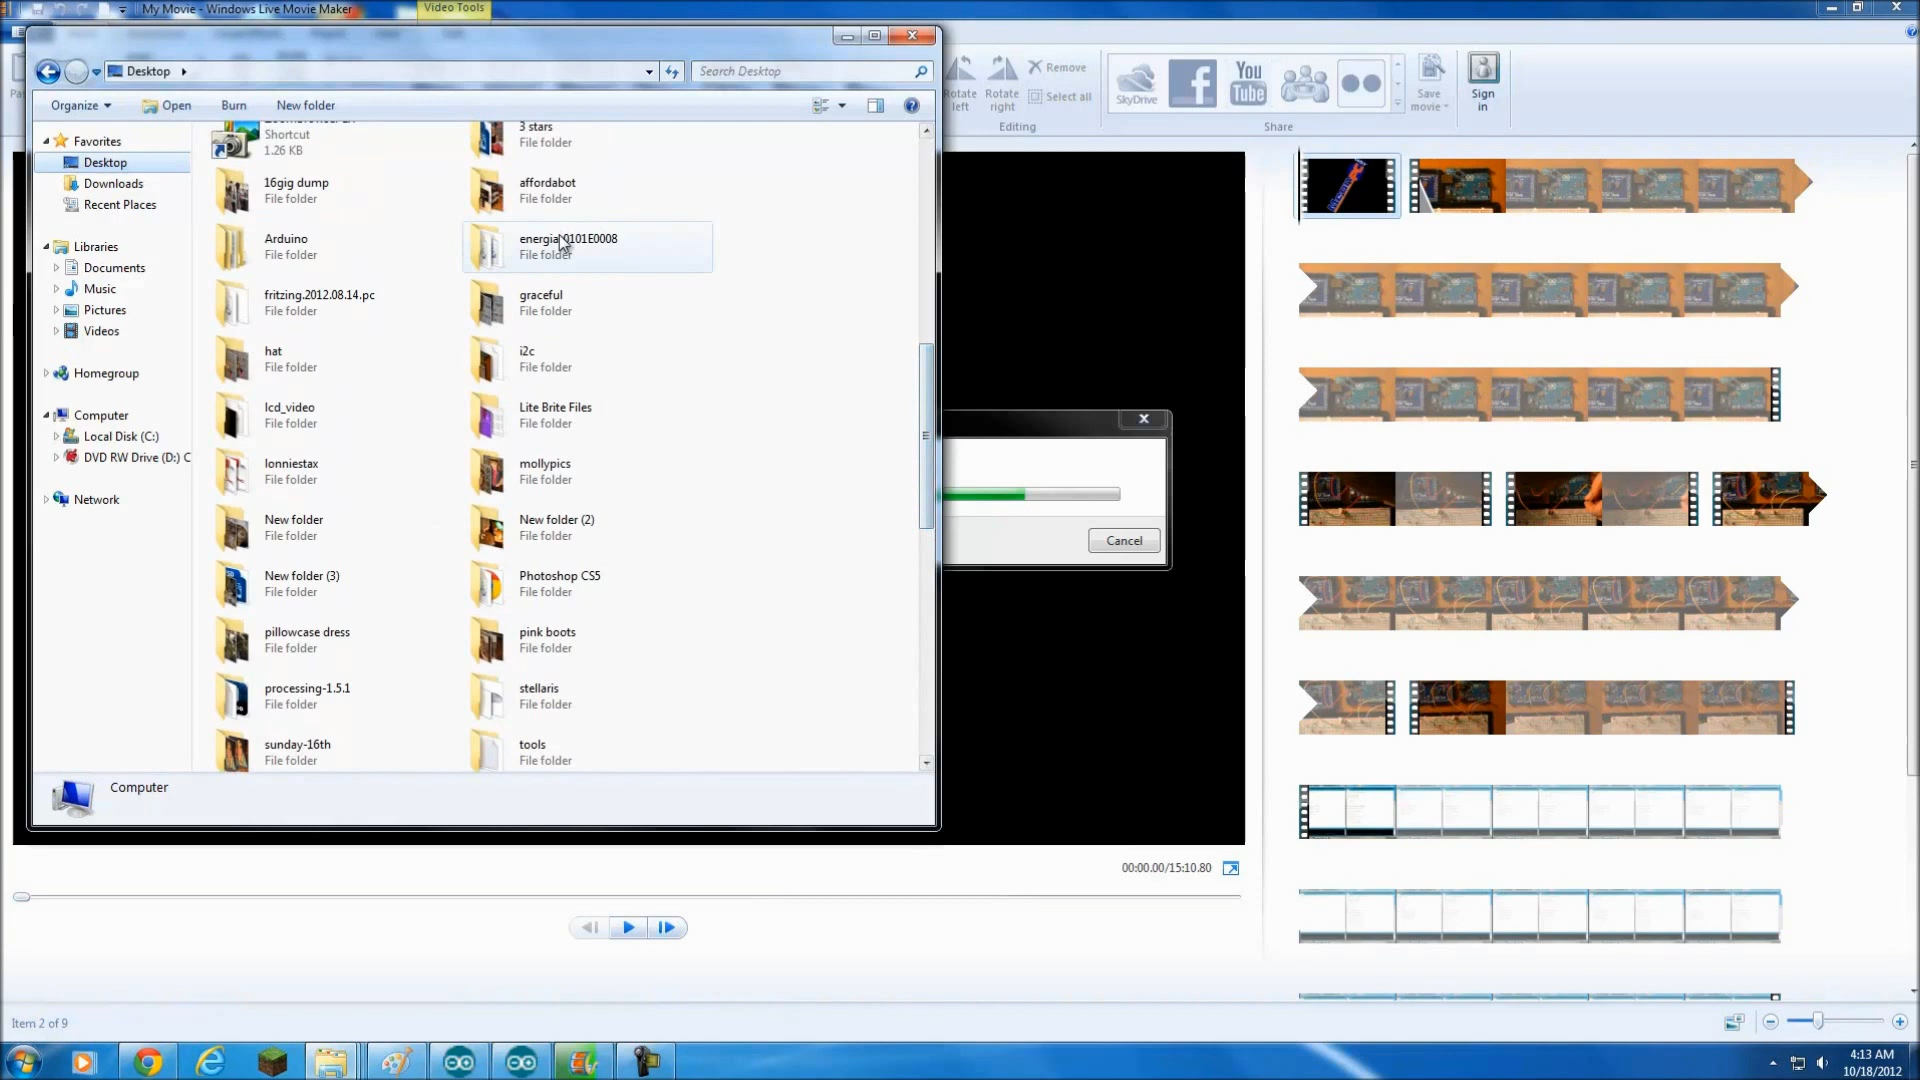 My Movie - Windows Live Movie Maker
Video Tools
Desktop
Search Desktop
Organize
Open
Burn
New folder
Rotate left
Rotate right
Remove
Select all
Editing
SkyDrive
You Tube
Share
Save movie
Sign in
Favorites
Desktop
Downloads
Recent Places
Libraries
Documents
Music
Pictures
Videos
Homegroup
Computer
Local Disk (C:)
DVD RW Drive (D:) C
Network
Shortcut
1.26 KB
3 stars
File folder
16gig dump
File folder
affordabot
File folder
Arduino
File folder
energia-0101E0008
File folder
fritzing.2012.08.14.pc
File folder
graceful
File folder
hat
File folder
i2c
File folder
lcd_video
File folder
Lite Brite Files
File folder
lonniestax
File folder
mollypics
File folder
New folder
File folder
New folder (2)
File folder
New folder (3)
File folder
Photoshop CS5
File folder
pillowcase dress
File folder
pink boots
File folder
processing-1.5.1
File folder
stellaris
File folder
sunday-16th
File folder
tools
File folder
Computer
Cancel
00:00.00/15:10.80
Item 2 of 9
4:13 AM
10/18/2012